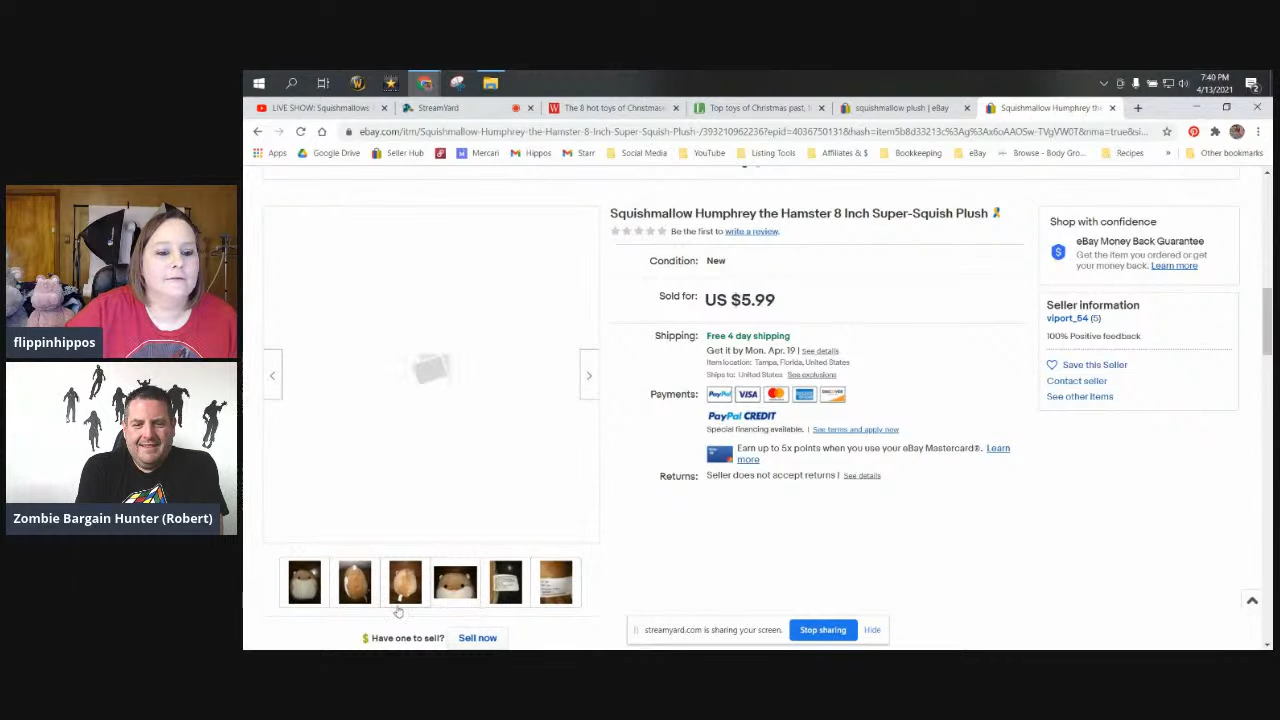 7:40 PM
4/13/2021
LIVE SHOW: Squishmallows
StreamYard
The 8 hot toys of Christmas
Top toys of Christmas past,
squishmallow plush | eBay
Squishmallow Humphrey the
ebay.com/itm/Squishmallow-Humphrey-the-Hamster-8-Inch-Super-Squish-Plush-/393210962236?epid=4036750131&hash=item5b8d33213c%3Ag%3Ax6oAAOSw-TVgVW0T&nma=true&si...
Apps
Google Drive
Seller Hub
Mercari
Hippos
Starr
Social Media
YouTube
Listing Tools
Affiliates & $
Bookkeeping
eBay
Browse - Body Gro...
Recipes
»
Other bookmarks
Squishmallow Humphrey the Hamster 8 Inch Super-Squish Plush
Be the first to write a review.
Condition: New
Sold for: US $5.99
Shipping: Free 4 day shipping
Get it by Mon. Apr. 19 | See details
Item location: Tampa, Florida, United States
Ships to: United States See exclusions
Payments: PayPal VISA
PayPal CREDIT
Special financing available. | See terms and apply now
Earn up to 5x points when you use your eBay Mastercard®. Learn
more
Returns: Seller does not accept returns | See details
Shop with confidence
eBay Money Back Guarantee
Get the item you ordered or get
your money back. Learn more
Seller information
viport_54 (5)
100% Positive feedback
Save this Seller
Contact seller
See other items
$ Have one to sell? Sell now
streamyard.com is sharing your screen. Stop sharing Hide
flippinhippos
Zombie Bargain Hunter (Robert)